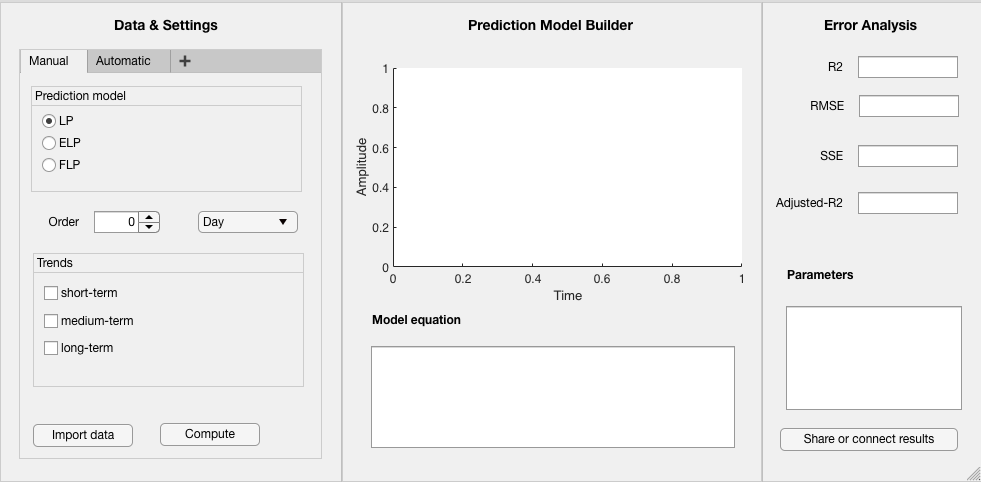 Data & Settings
Manual
Automatic
+
Prediction model
LP
ELP
FLP
Order
0
Day
Trends
short-term
medium-term
long-term
Import data
Compute
Prediction Model Builder
Amplitude
1
0.8
0.6
0.4
0.2
0
0 0.2 0.4 0.6 0.8 1
Time
Model equation
Error Analysis
R2
RMSE
SSE
Adjusted-R2
Parameters
Share or connect results